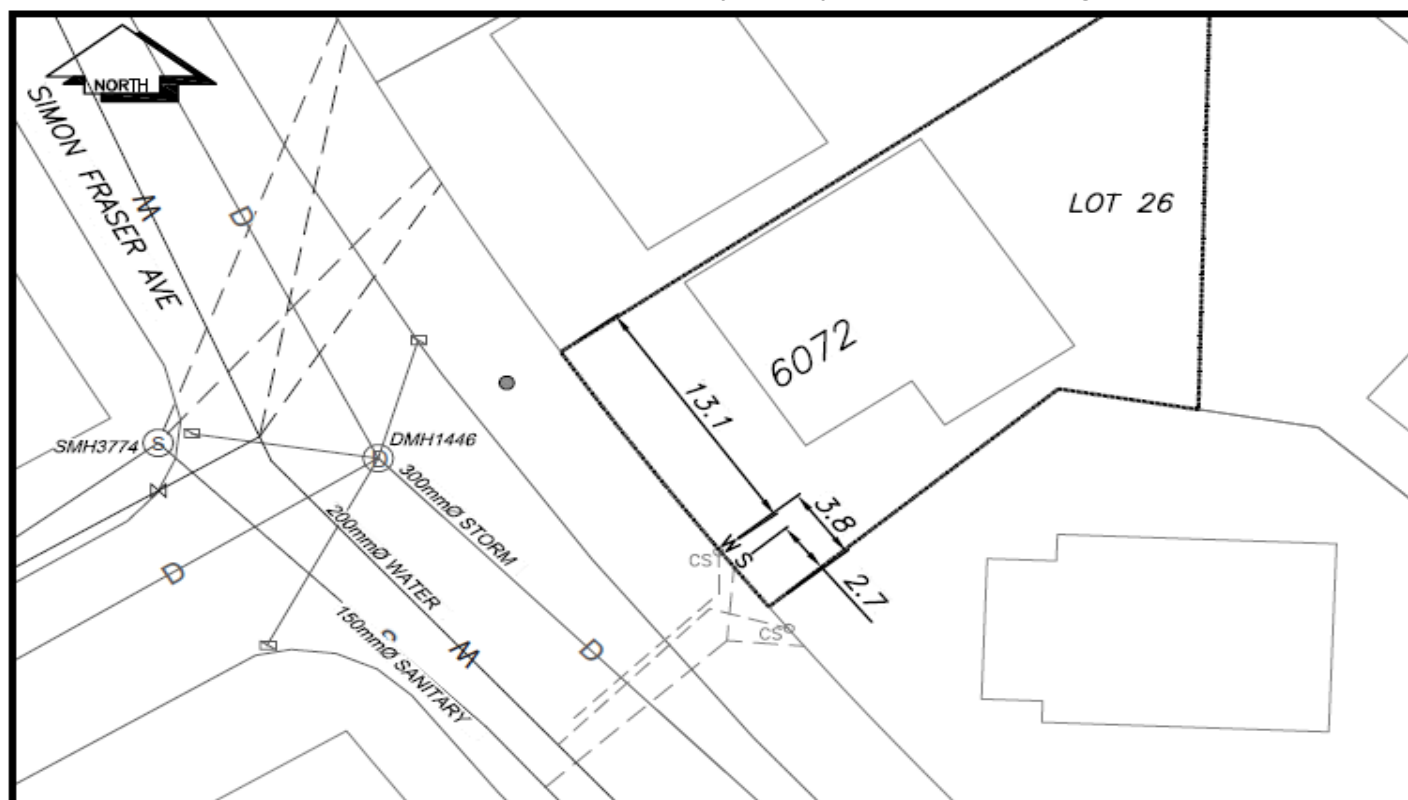 NORTH
SIMON FRASER AVE
M
D
LOT 26
6072
13.1
SMH3774
S
DMH1446
D
300mmØ STORM
3.8
200mmØ WATER
W S
CS
2.7
D
150mmØ SANITARY
S
M
D
CS